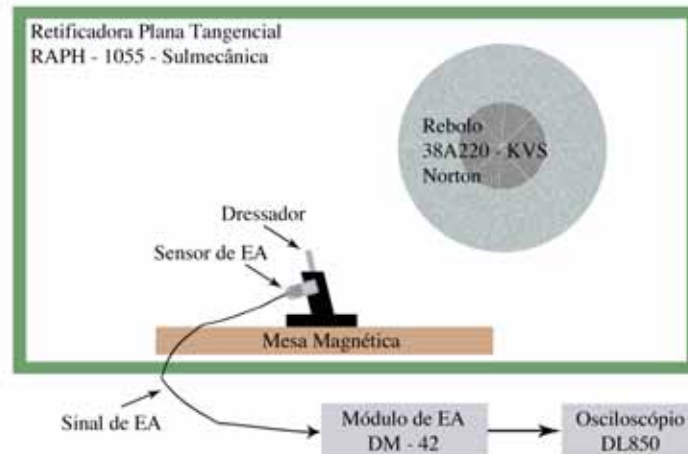 Retificadora Plana Tangencial
RAPH - 1055 - Sulmecânica
Rebolo
38A220 - KVS
Norton
Dressador
Sensor de EA
Mesa Magnética
Sinal de EA
Módulo de EA
DM - 42
Osciloscópio
DL850